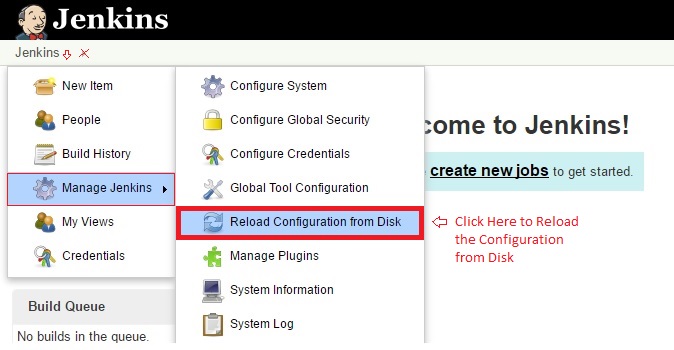 Jenkins
Jenkins
New Item
People
Build History
Manage Jenkins
My Views
Credentials
Configure System
Configure Global Security
Configure Credentials
Global Tool Configuration
Reload Configuration from Disk
Manage Plugins
System Information
System Log
come to Jenkins!
create new jobs to get started.
Click Here to Reload
the Configuration
from Disk
Build Queue
No builds in the queue.